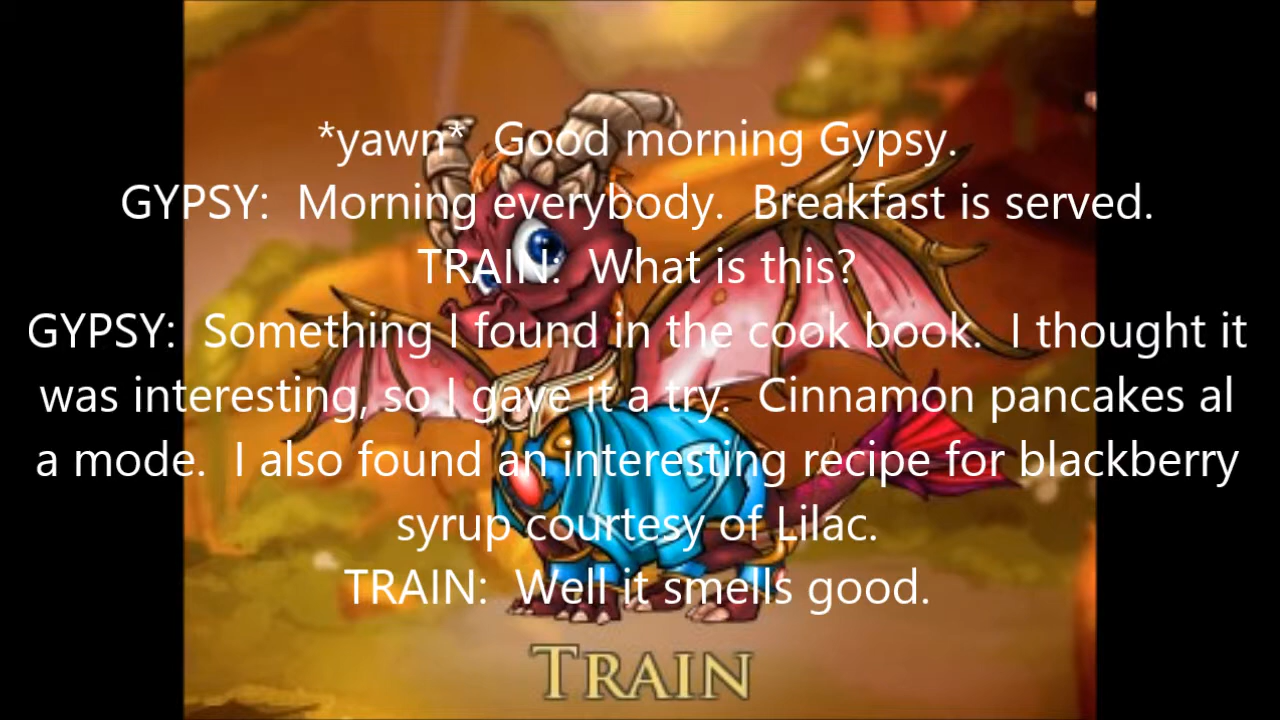 *yawn*  Good morning Gypsy.
GYPSY:  Morning everybody.  Breakfast is served.
TRAIN:  What is this?
GYPSY:  Something I found in the cook book.  I thought it
was interesting, so I gave it a try.  Cinnamon pancakes al
a mode.  I also found an interesting recipe for blackberry
syrup courtesy of Lilac.
TRAIN:  Well it smells good.
TRAIN